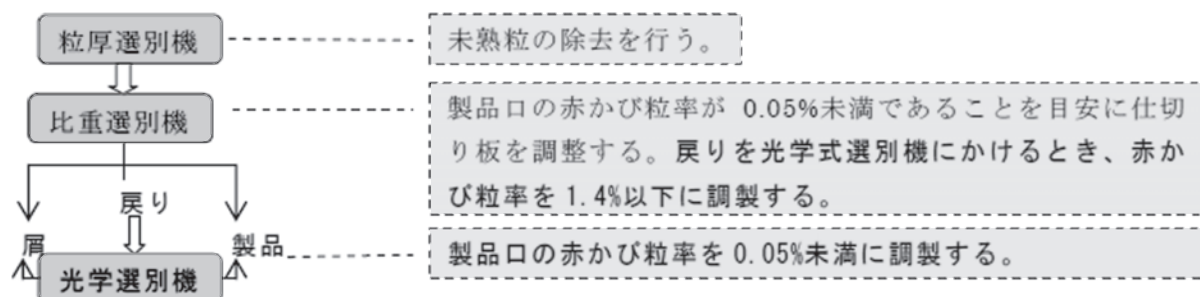 粒厚選別機
未熟粒の除去を行う。
比重選別機
製品口の赤かび粒率が 0.05%未満であることを目安に仕切
り板を調整する。戻りを光学式選別機にかけるとき、赤か
び粒率を1.4%以下に調製する。
戻り
屑
製品
光学選別機
製品口の赤かび粒率を0.05%未満に調製する。